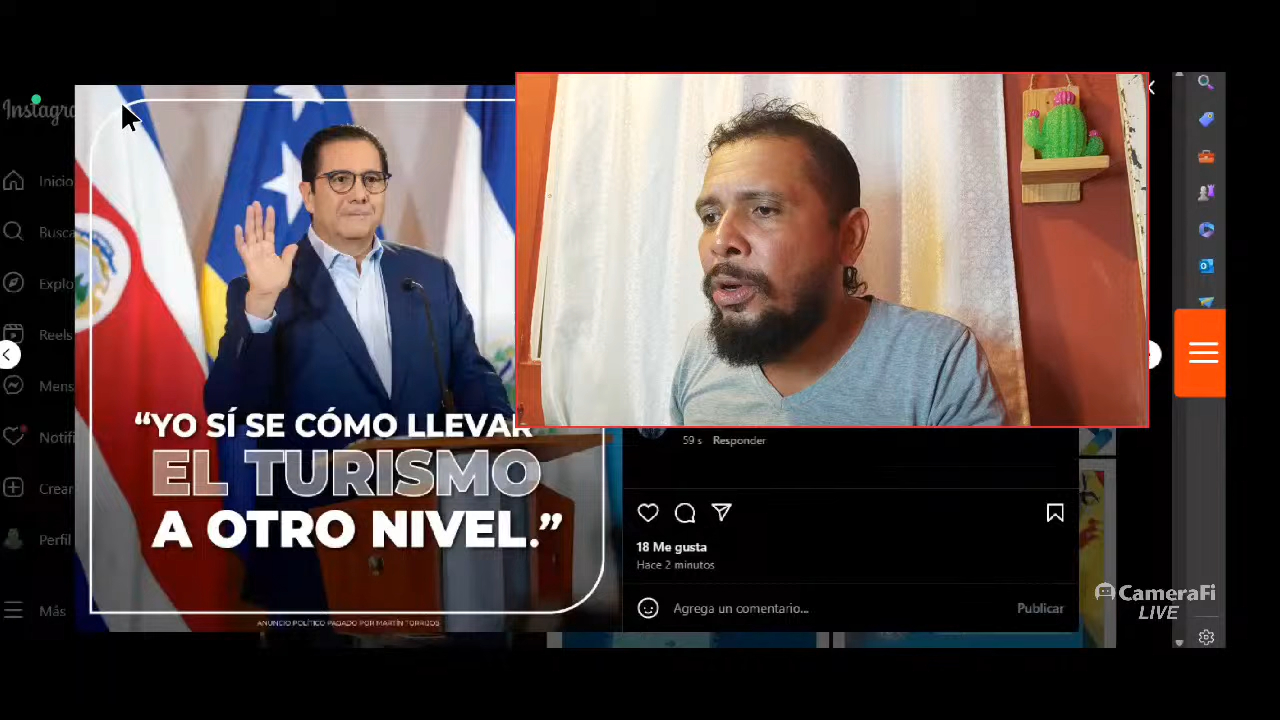 Instagra
Inicio
Busca
Explo
Reels
Mens
Notifi
Crear
Perfil
Más
“YO SÍ SE CÓMO LLEVAR
EL TURISMO
A OTRO NIVEL.”
ANUNCIO POLÍTICO PAGADO POR MARTÍN TORRIJOS
59 s Responder
18 Me gusta
Hace 2 minutos
Agrega un comentario...
Publicar
CameraFi
LIVE